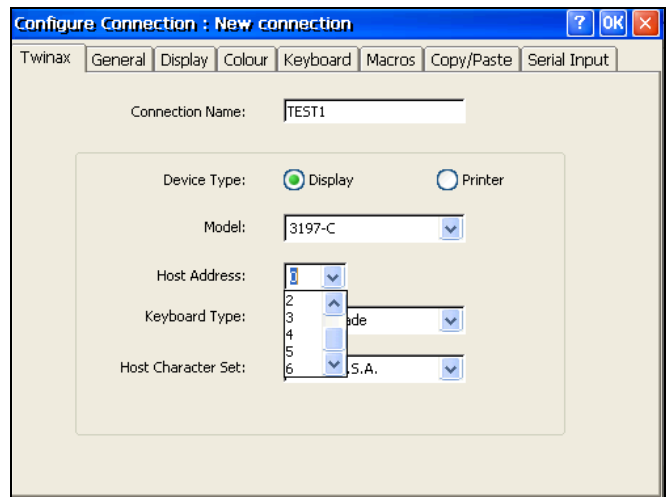 Configure Connection : New connection ? OK X
Twinax General Display Colour Keyboard Macros Copy/Paste Serial Input
Connection Name: TEST1
Device Type: Display Printer
Model: 3197-C
Host Address:
2
Keyboard Type: 3 ade
4
5
Host Character Set: 6 .S.A.